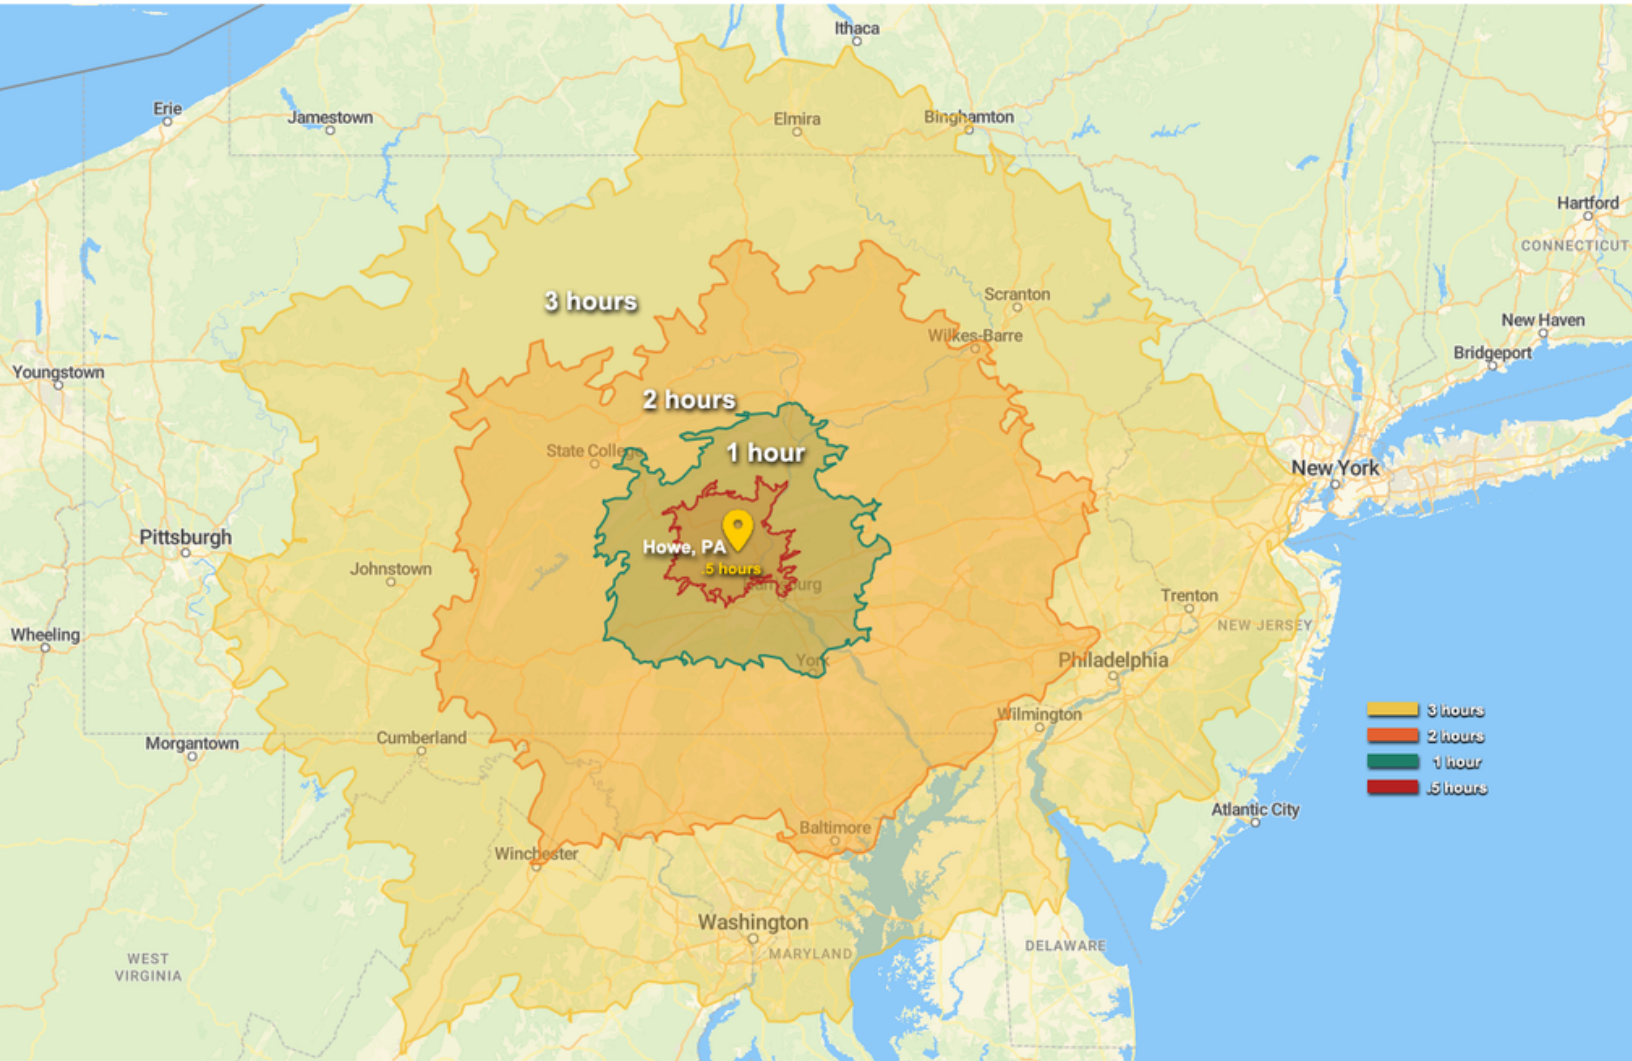 Ithaca
Erie
Jamestown
Elmira
Binghamton
Hartford
CONNECTICUT
3 hours
Scranton
New Haven
Wilkes-Barre
Bridgeport
Youngstown
2 hours
State College
1 hour
New York
Pittsburgh
Howe, PA
.5 hours
Johnstown
Trenton
NEW JERSEY
Wheeling
York
Philadelphia
Wilmington
3 hours
2 hours
1 hour
.5 hours
Morgantown
Cumberland
Atlantic City
Baltimore
Winchester
Washington
MARYLAND
DELAWARE
WEST
VIRGINIA